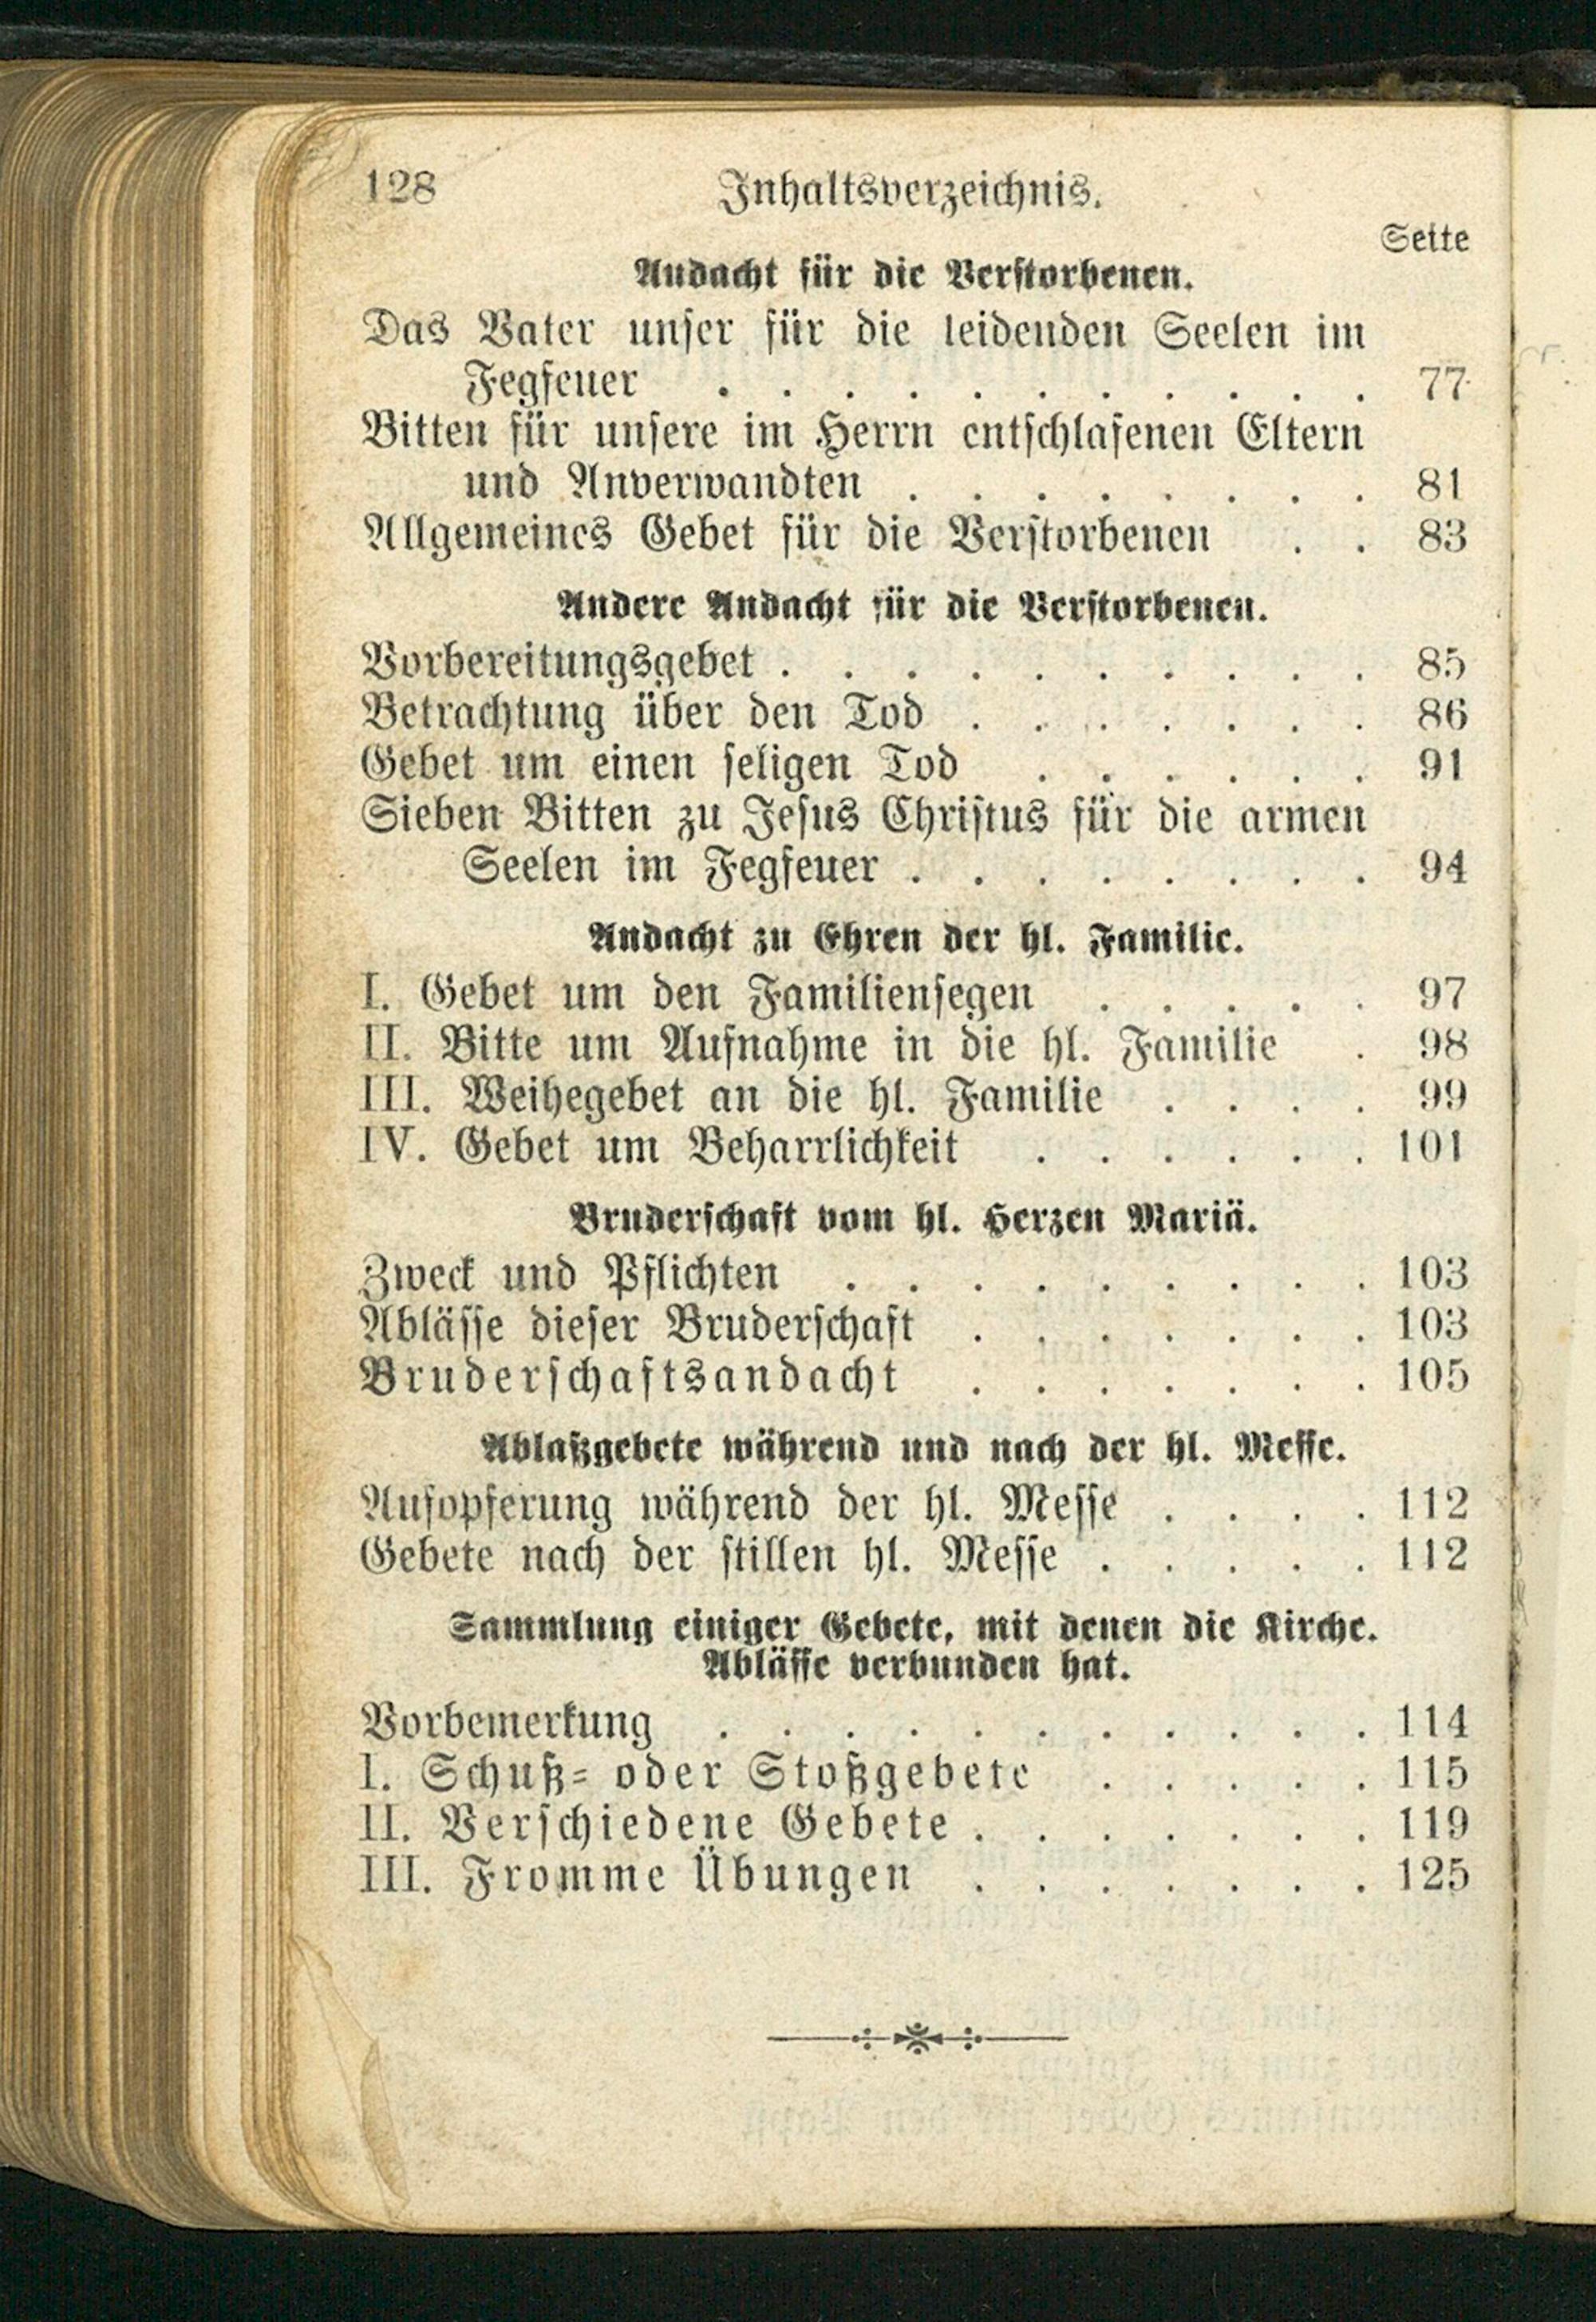 128 Inhaltsverzeichnis.
Seite
Andacht für die Verstorbenen.
Das Vater unser für die leidenden Seelen im
Fegfeuer . . . . . . . . . . . 77
Bitten für unsere im Herrn entschlafenen Eltern
und Anverwandten . . . . . . . . 81
Allgemeines Gebet für die Verstorbenen . . 83
Andere Andacht für die Verstorbenen.
Vorbereitungsgebet . . . . . . . . . . 85
Betrachtung über den Tod . . . . . . . 86
Gebet um einen seligen Tod . . . . . . 91
Sieben Bitten zu Jesus Christus für die armen
Seelen im Fegfeuer . . . . . . . . 94
Andacht zu Ehren der hl. Familie.
I. Gebet um den Familiensegen . . . . . 97
II. Bitte um Aufnahme in die hl. Familie . 98
III. Weihegebet an die hl. Familie . . . . 99
IV. Gebet um Beharrlichkeit . . . . . . 101
Bruderschaft vom hl. Herzen Mariä.
Zweck und Pflichten . . . . . . . . . 103
Ablässe dieser Bruderschaft . . . . . . . 103
Bruderschaftsandacht . . . . . . . 105
Ablaßgebete während und nach der hl. Messe.
Aufopferung während der hl. Messe . . . . 112
Gebete nach der stillen hl. Messe . . . . . 112
Sammlung einiger Gebete, mit denen die Kirche.
Ablässe verbunden hat.
Vorbemerkung . . . . . . . . . . . 114
I. Schuß- oder Stoßgebete . . . . . 115
II. Verschiedene Gebete . . . . . . . 119
III. Fromme Übungen . . . . . . . 125